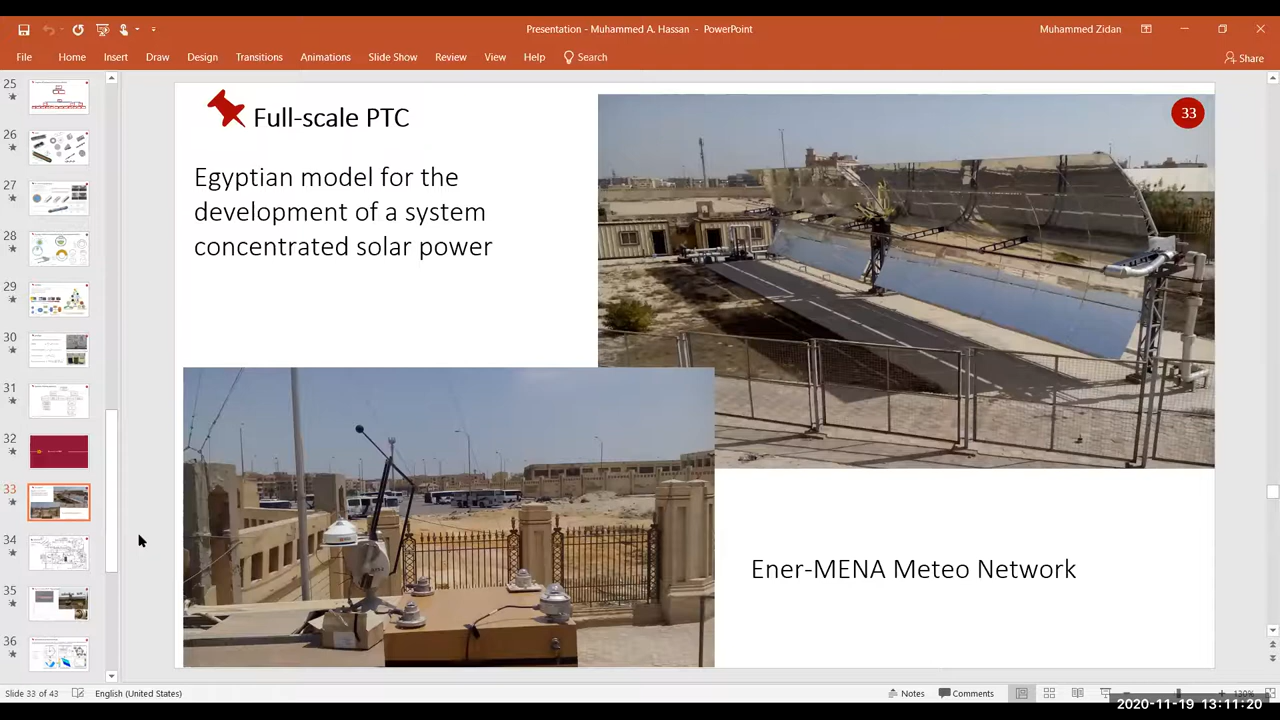 Presentation - Muhammed A. Hassan - PowerPoint
Muhammed Zidan
File Home Insert Draw Design Transitions Animations Slide Show Review View Help Search Share
25
26
27
28
29
30
31
32
33
34
35
36
Full-scale PTC
33
Egyptian model for the
development of a system
concentrated solar power
Ener-MENA Meteo Network
Slide 33 of 43 English (United States) Notes Comments 130%
2020-11-19 13:11:20